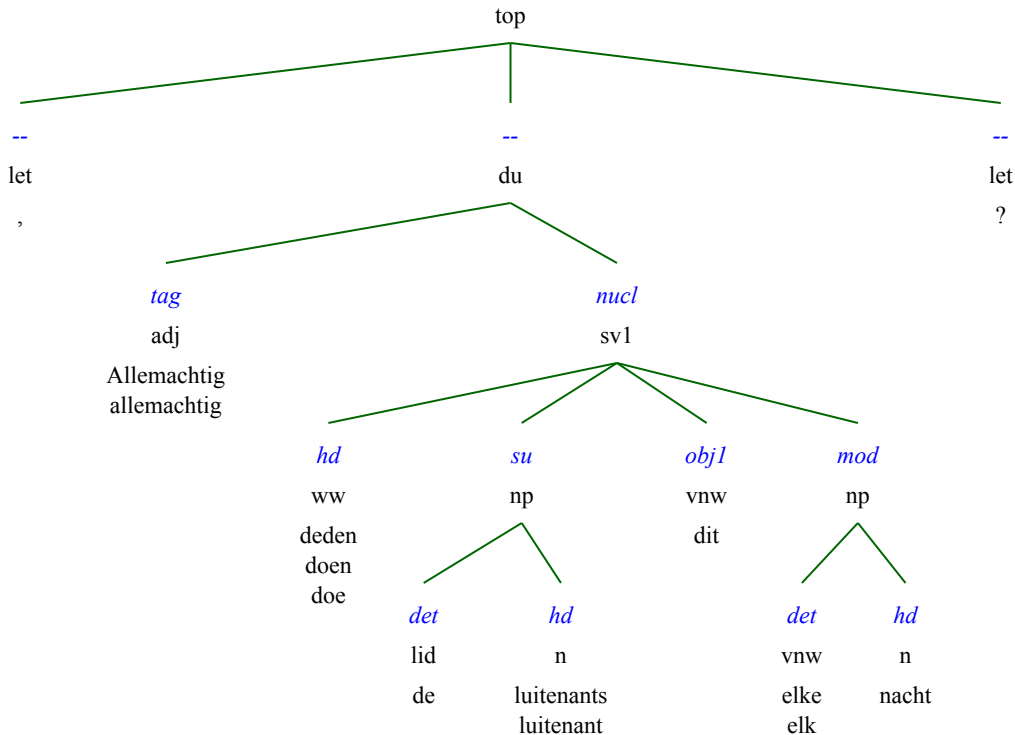 top
-- -- --
let du let
, ?
tag nucl
adj sv1
Allemachtig
allemachtig
hd su obj1 mod
ww np vnw np
deden dit
doen
doe
det hd det hd
lid n vnw n
de luitenants elke nacht
luitenant elk